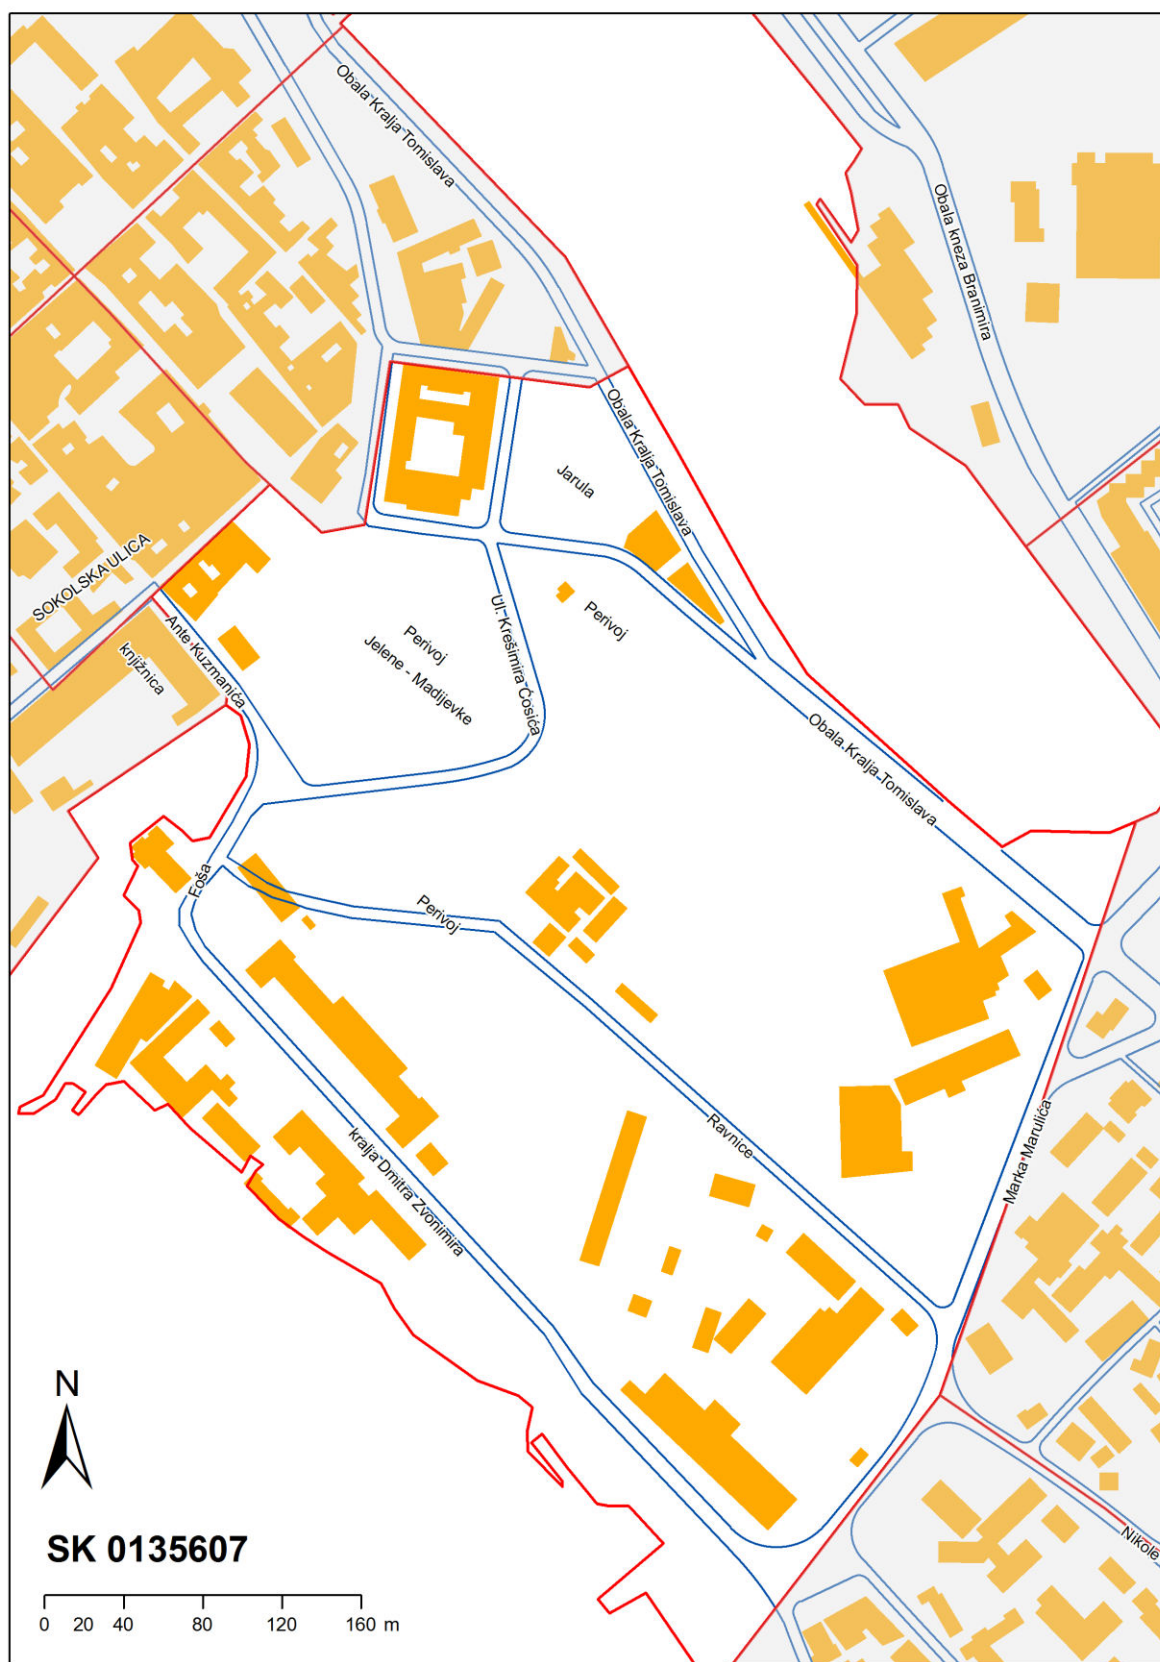 Obala Kralja Tomislava
Obala kneza Branimira
Obala Kralja Tomislava
Jarula
SOKOLSKA ULICA
Ante Kuzmanića
knjižnica
Perivoj
Jelene - Madijevke
Ul. Krešimira Ćosića
Perivoj
Obala Kralja Tomislava
Foša
Perivoj
Ravnice
kralja Dmitra Zvonimira
Marka Marulića
Nikole
N
SK 0135607
0 20 40 80 120 160 m